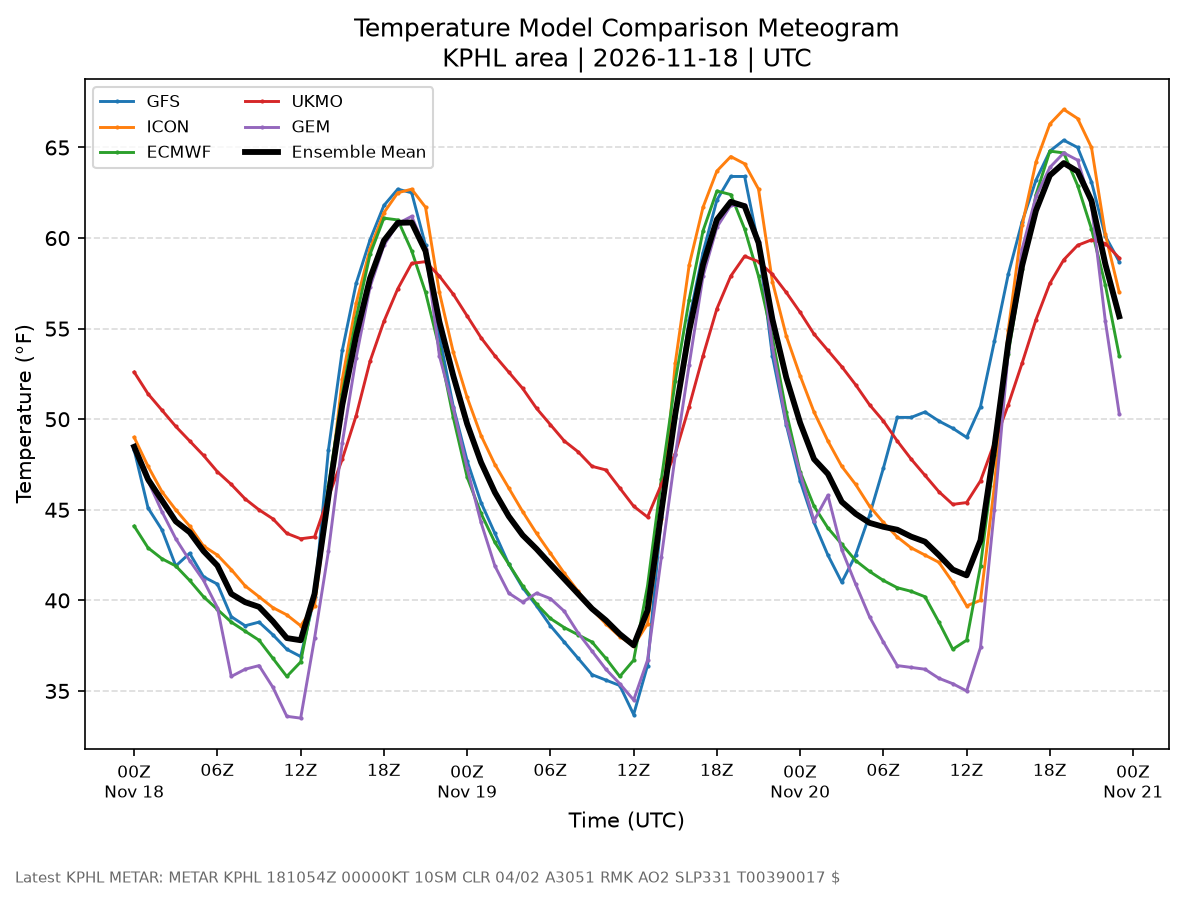 Temperature Model Comparison Meteogram
KPHL area | 2026-11-18 | UTC
GFS
ICON
ECMWF
UKMO
GEM
Ensemble Mean
Temperature (°F)
65
60
55
50
45
40
35
00Z
Nov 18
06Z
12Z
18Z
00Z
Nov 19
06Z
12Z
18Z
00Z
Nov 20
06Z
12Z
18Z
00Z
Nov 21
Time (UTC)
Latest KPHL METAR: METAR KPHL 181054Z 00000KT 10SM CLR 04/02 A3051 RMK AO2 SLP331 T00390017 $